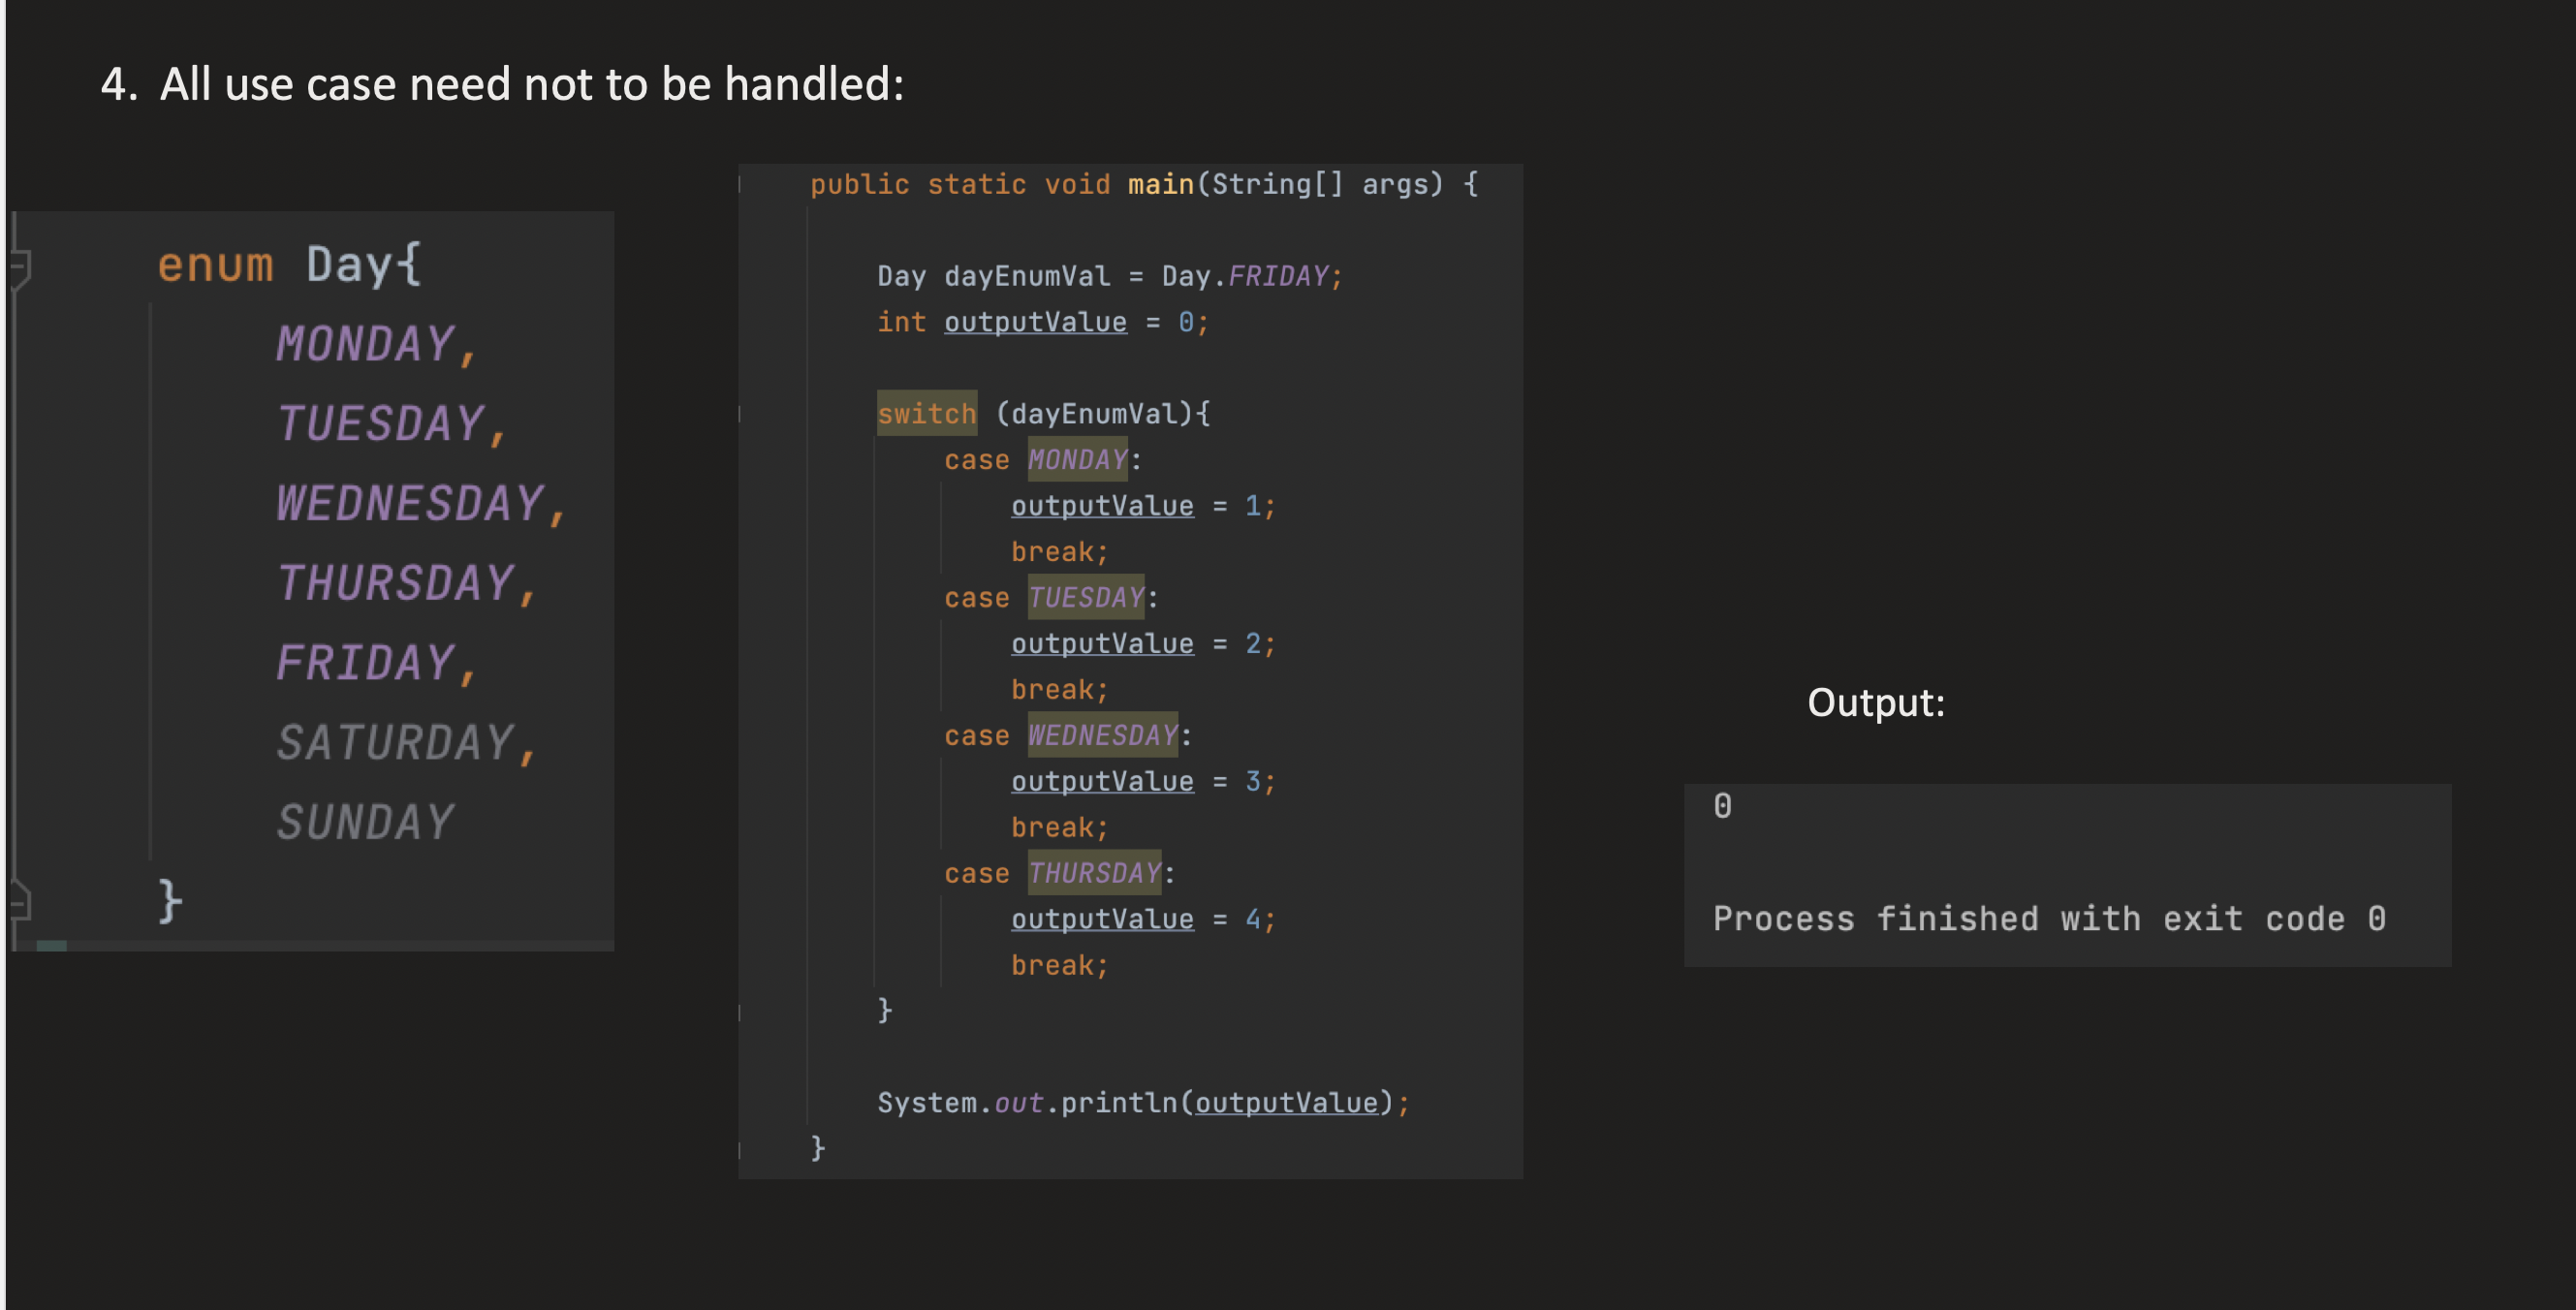 4. All use case need not to be handled:
enum Day{
MONDAY,
TUESDAY,
WEDNESDAY,
THURSDAY,
FRIDAY,
SATURDAY,
SUNDAY
}
public static void main(String[] args) {
Day dayEnumVal = Day.FRIDAY;
int outputValue = 0;
switch (dayEnumVal){
case MONDAY:
outputValue = 1;
break;
case TUESDAY:
outputValue = 2;
break;
case WEDNESDAY:
outputValue = 3;
break;
case THURSDAY:
outputValue = 4;
break;
}
System.out.println(outputValue);
}
Output:
0
Process finished with exit code 0